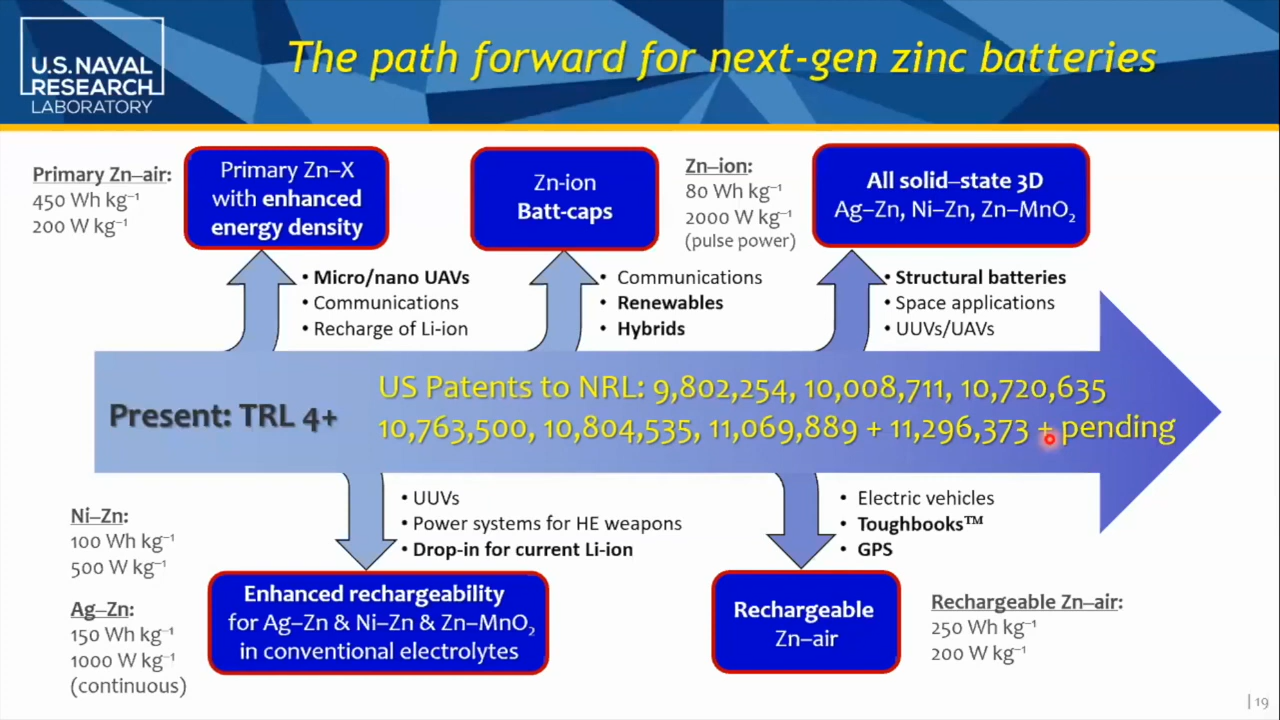 U.S. NAVAL
RESEARCH
LABORATORY
The path forward for next-gen zinc batteries
Primary Zn–air:
450 Wh kg⁻¹
200 W kg⁻¹
Primary Zn–X
with enhanced
energy density
Zn-ion
Batt-caps
Zn–ion:
80 Wh kg⁻¹
2000 W kg⁻¹
(pulse power)
All solid–state 3D
Ag–Zn, Ni–Zn, Zn–MnO₂
• Micro/nano UAVs
• Communications
• Recharge of Li-ion
• Communications
• Renewables
• Hybrids
• Structural batteries
• Space applications
• UUVs/UAVs
Present: TRL 4+
US Patents to NRL: 9,802,254, 10,008,711, 10,720,635
10,763,500, 10,804,535, 11,069,889 + 11,296,373 + pending
• UUVs
• Power systems for HE weapons
• Drop-in for current Li-ion
• Electric vehicles
• Toughbooks™
• GPS
Ni–Zn:
100 Wh kg⁻¹
500 W kg⁻¹
Ag–Zn:
150 Wh kg⁻¹
1000 W kg⁻¹
(continuous)
Enhanced rechargeability
for Ag–Zn & Ni–Zn & Zn–MnO₂
in conventional electrolytes
Rechargeable
Zn–air
Rechargeable Zn–air:
250 Wh kg⁻¹
200 W kg⁻¹
| 19